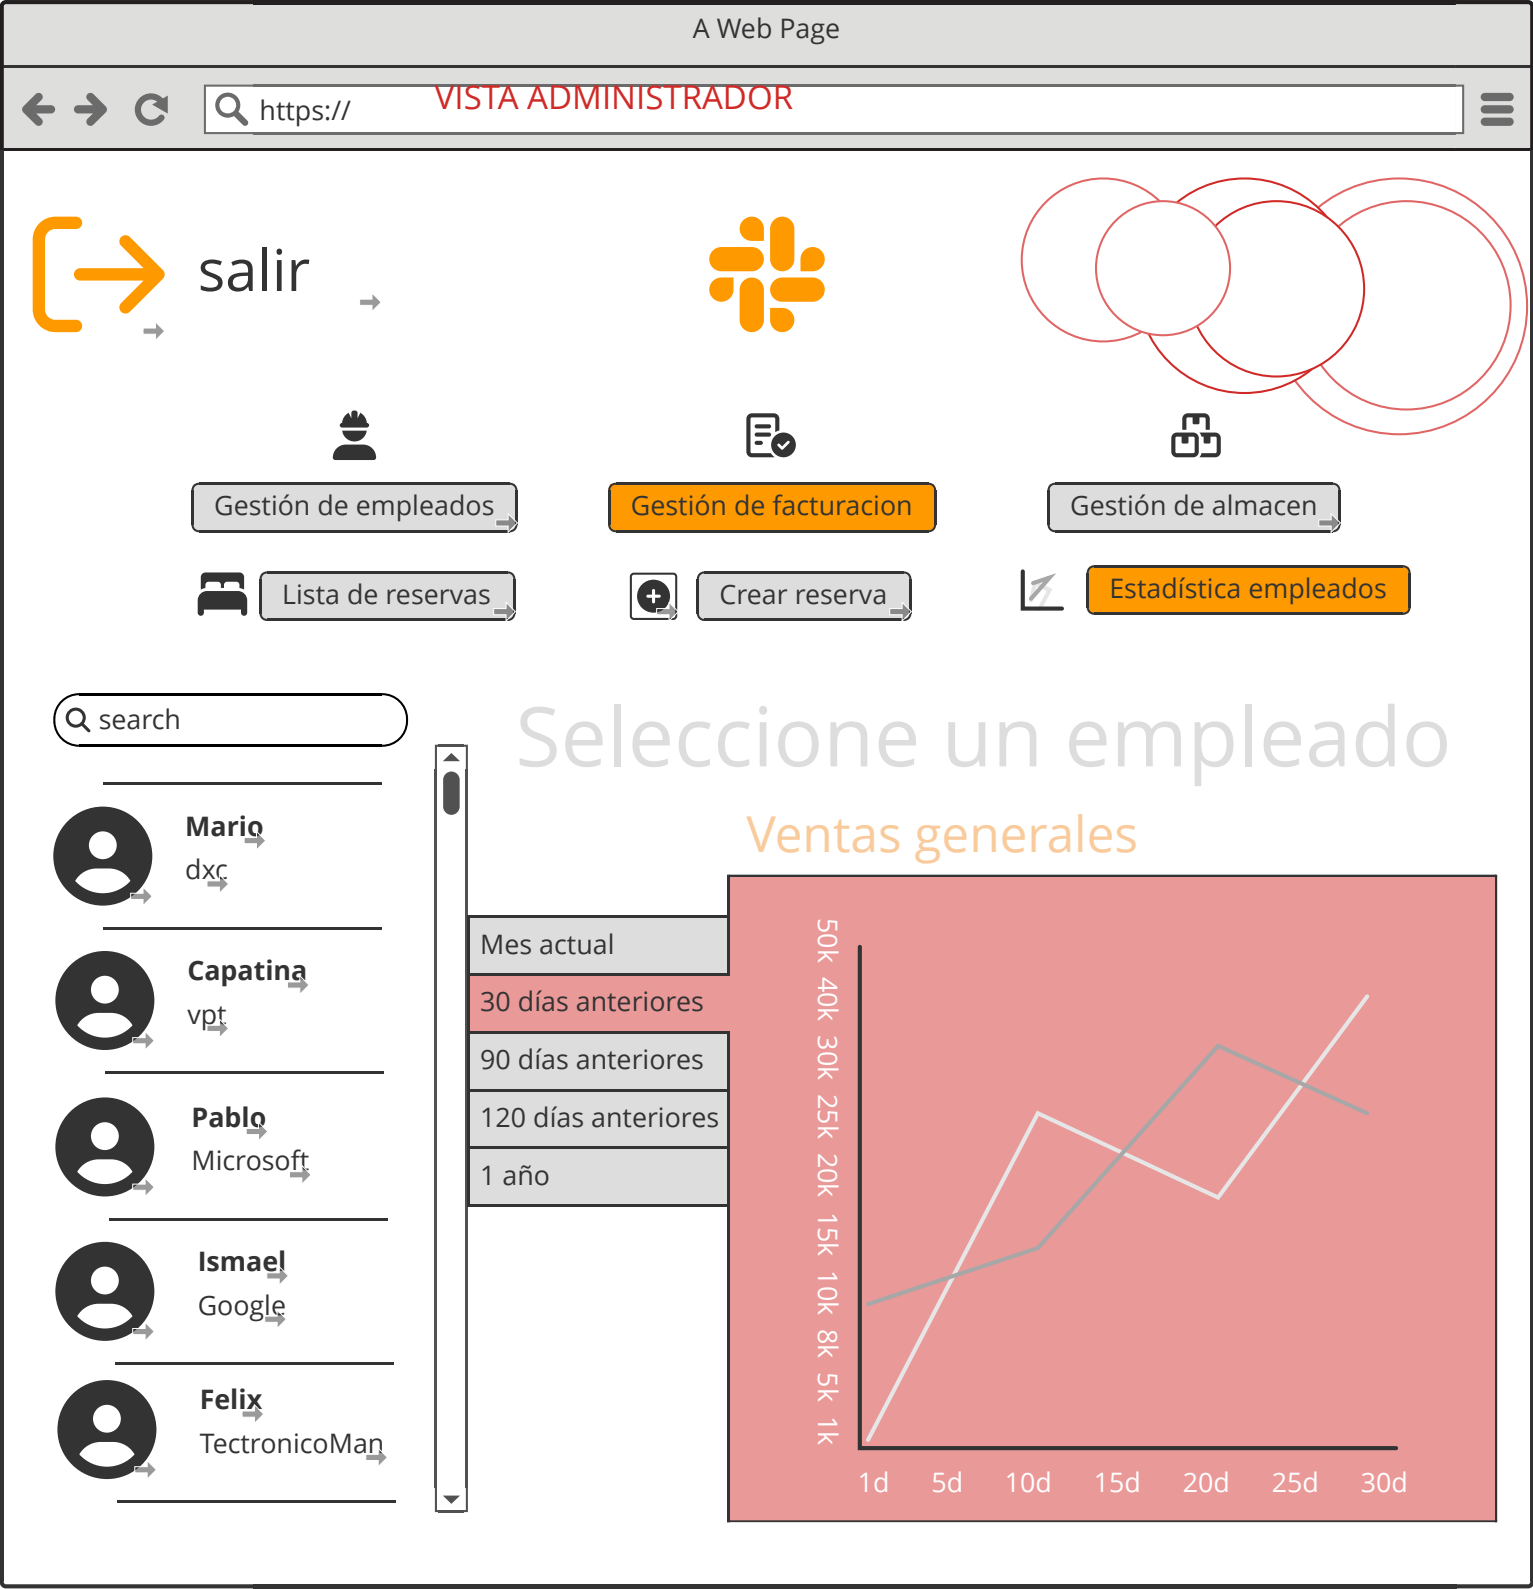 A Web Page
https://
VISTA ADMINISTRADOR
salir
Gestión de empleados
Gestión de facturacion
Gestión de almacen
Lista de reservas
Crear reserva
Estadística empleados
search
Seleccione un empleado
Ventas generales
Mario
dxc
Capatina
vpt
Pablo
Microsoft
Ismael
Google
Felix
TectronicoMan
Mes actual
30 días anteriores
90 días anteriores
120 días anteriores
1 año
50k 40k 30k 25k 20k 15k 10k 8k 5k 1k
1d 5d 10d 15d 20d 25d 30d